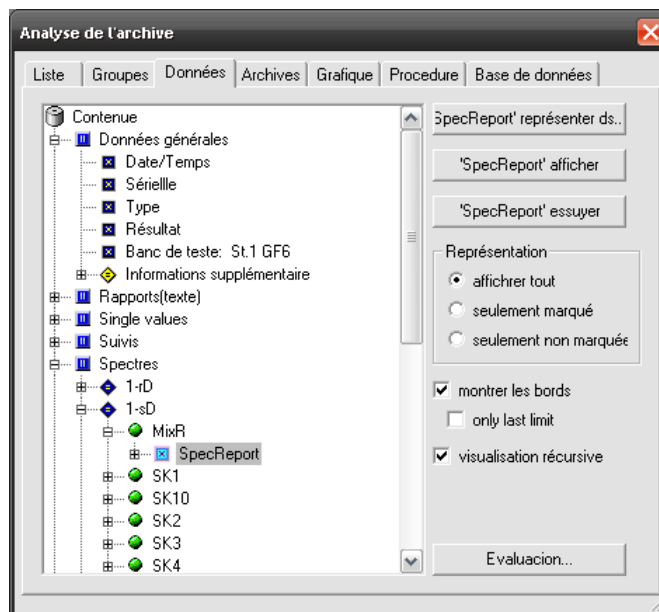 Analyse de l'archive
Liste
Groupes
Données
Archives
Grafique
Procedure
Base de données
Contenue
Données générales
Date/Temps
Sérielle
Type
Résultat
Banc de teste: St.1 GF6
Informations supplémentaire
Rapports(texte)
Single values
Suivis
Spectres
1-rD
1-sD
MixR
SpecReport
SK1
SK10
SK2
SK3
SK4
SpecReport' représenter ds..
'SpecReport' afficher
'SpecReport' essuyer
Représentation
affichrer tout
seulement marqué
seulement non marquée
montrer les bords
only last limit
visualisation récursive
Evaluacion...